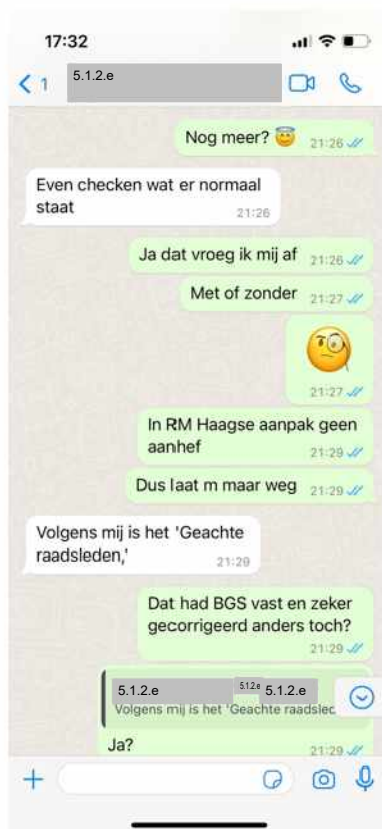 17:32
1
5.1.2.e
Nog meer? 😇 21:26
Even checken wat er normaal
staat
21:26
Ja dat vroeg ik mij af 21:26
Met of zonder 21:27
🧐
21:27
In RM Haagse aanpak geen
aanhef
21:29
Dus laat m maar weg 21:29
Volgens mij is het 'Geachte
raadsleden,'
21:29
Dat had BGS vast en zeker
gecorrigeerd anders toch?
21:29
5.1.2.e 5.1.2.e 5.1.2.e
Volgens mij is het 'Geachte raadsled
Ja?
21:29